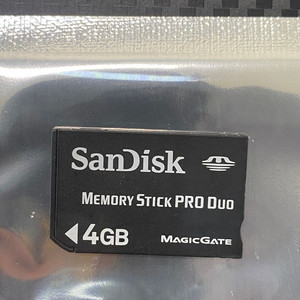 SanDisk
MEMORY STICK PRO DUO
4GB
MAGICGATE